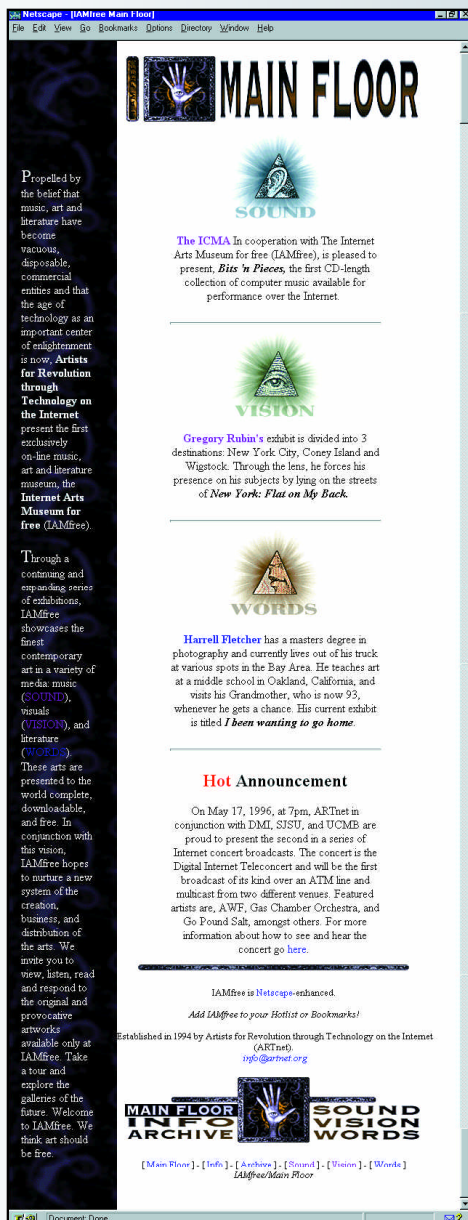 Netscape - [IAMfree Main Floor]
File Edit View Go Bookmarks Options Directory Window Help
Propelled by
the belief that
music, art and
literature have
become
vacuous,
disposable,
commercial
entities and that
the age of
technology as an
important center
of enlightenment
is now, Artists
for Revolution
through
Technology on
the Internet
present the first
exclusively
on-line music,
art and literature
museum, the
Internet Arts
Museum for
free (IAMfree).
Through a
continuing and
expanding series
of exhibitions,
IAMfree
showcases the
finest
contemporary
art in a variety of
media: music
(SOUND),
visuals
(VISION), and
literature
(WORDS).
These arts are
presented to the
world complete,
downloadable,
and free. In
conjunction with
this vision,
IAMfree hopes
to nurture a new
system of the
creation,
business, and
distribution of
the arts. We
invite you to
view, listen, read
and respond to
the original and
provocative
artworks
available only at
IAMfree. Take
a tour and
explore the
galleries of the
future. Welcome
to IAMfree. We
think art should
be free.
MAIN FLOOR
SOUND
The ICMA In cooperation with The Internet
Arts Museum for free (IAMfree), is pleased to
present, Bits 'n Pieces, the first CD-length
collection of computer music available for
performance over the Internet.
VISION
Gregory Rubin's exhibit is divided into 3
destinations: New York City, Coney Island and
Wigstock. Through the lens, he forces his
presence on his subjects by lying on the streets
of New York: Flat on My Back.
WORDS
Harrell Fletcher has a masters degree in
photography and currently lives out of his truck
at various spots in the Bay Area. He teaches art
at a middle school in Oakland, California, and
visits his Grandmother, who is now 93,
whenever he gets a chance. His current exhibit
is titled I been wanting to go home.
Hot Announcement
On May 17, 1996, at 7pm, ARTnet in
conjunction with DMI, SJSU, and UCMB are
proud to present the second in a series of
Internet concert broadcasts. The concert is the
Digital Internet Teleconcert and will be the first
broadcast of its kind over an ATM line and
multicast from two different venues. Featured
artists are, AWF, Gas Chamber Orchestra, and
Go Pound Salt, amongst others. For more
information about how to see and hear the
concert go here.
IAMfree is Netscape-enhanced.
Add IAMfree to your Hotlist or Bookmarks!
Established in 1994 by Artists for Revolution through Technology on the Internet
(ARTnet).
info@artnet.org
MAIN FLOOR SOUND
INFO VISION
ARCHIVE WORDS
[ Main Floor ] - [ Info ] - [ Archive ] - [ Sound ] - [ Vision ] - [ Words ]
IAMfree/Main Floor
Document: Done